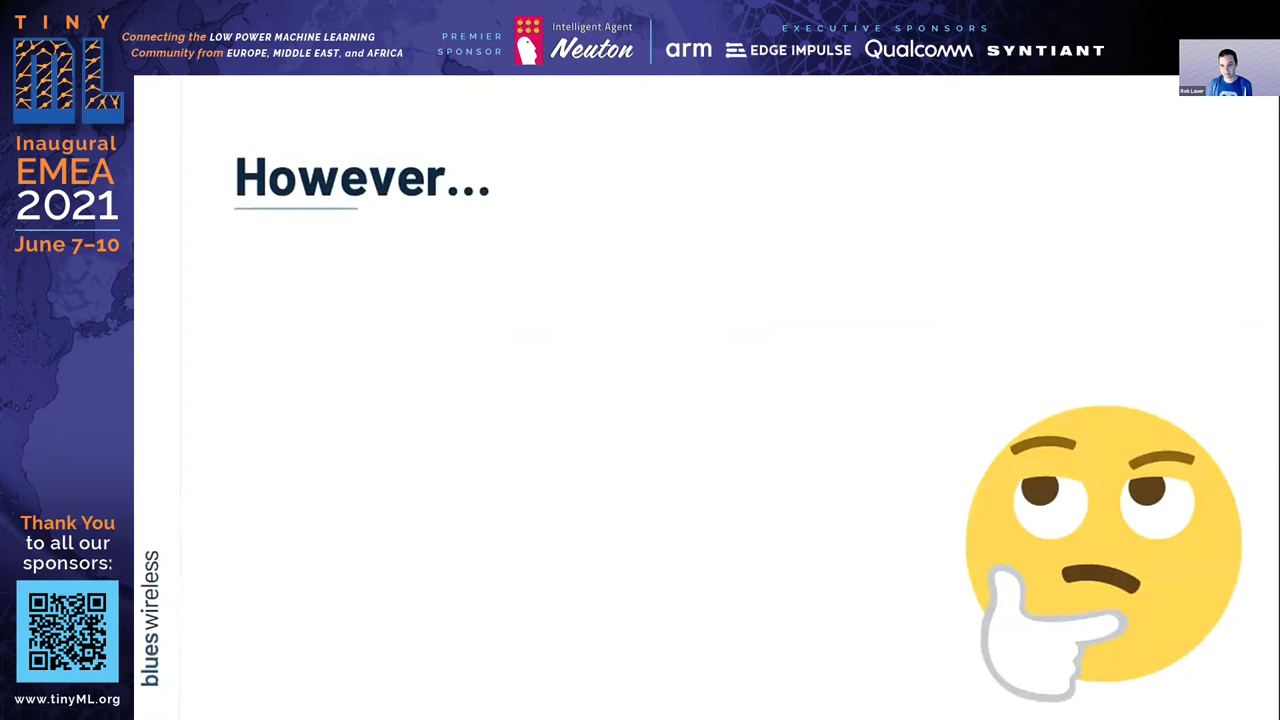 TINY
ML
Inaugural
EMEA
2021
June 7–10
Connecting the LOW POWER MACHINE LEARNING
Community from EUROPE, MIDDLE EAST, and AFRICA
PREMIER
SPONSOR
Intelligent Agent
Neuton
EXECUTIVE SPONSORS
arm
EDGE IMPULSE
Qualcomm
SYNTIANT
Rob Lauer
However...
Thank You
to all our
sponsors:
www.tinyML.org
blues wireless